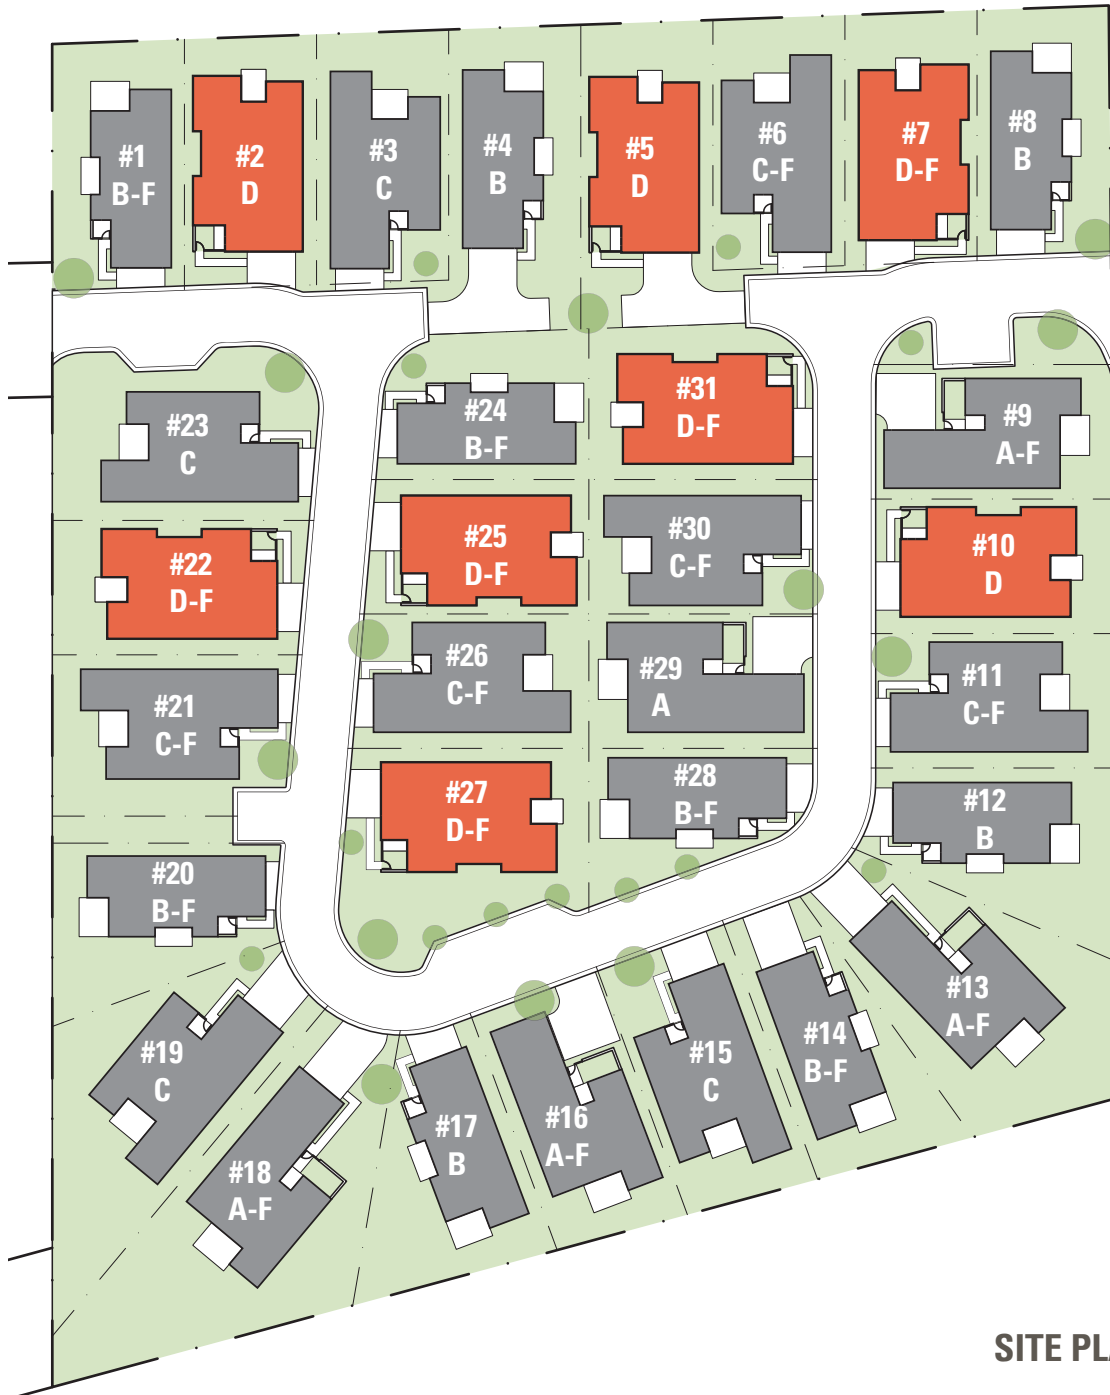 #1
B-F
#2
D
#3
C
#4
B
#5
D
#6
C-F
#7
D-F
#8
B
#23
C
#24
B-F
#31
D-F
#9
A-F
#22
D-F
#25
D-F
#30
C-F
#10
D
#21
C-F
#26
C-F
#29
A
#11
C-F
#27
D-F
#28
B-F
#12
B
#20
B-F
#19
C
#18
A-F
#17
B
#16
A-F
#15
C
#14
B-F
#13
A-F
SITE PLA